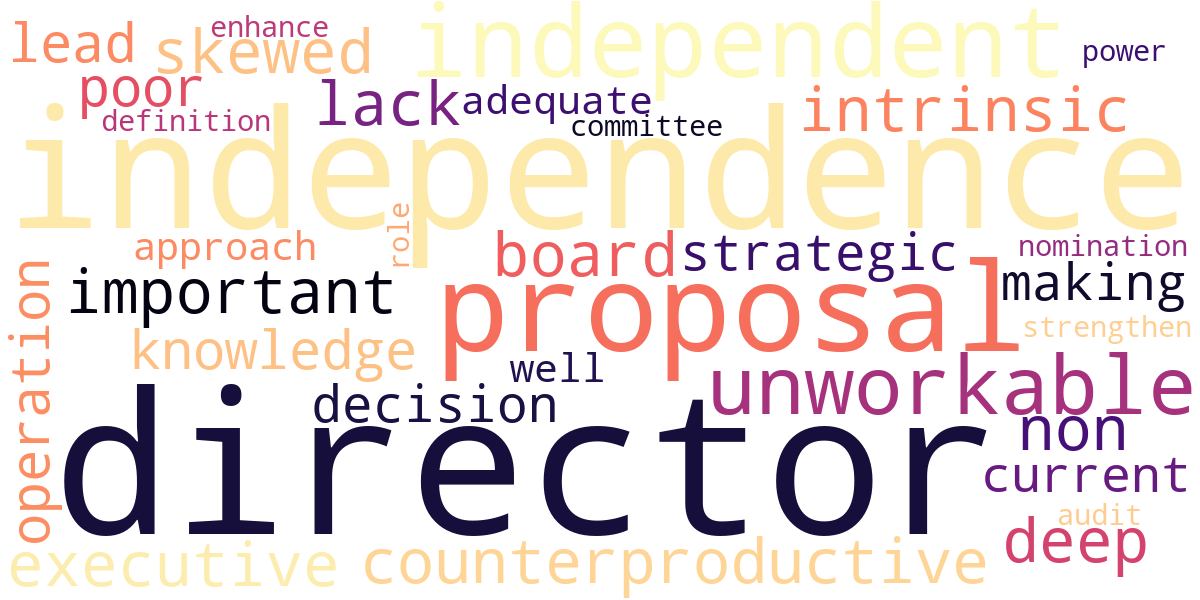 enhance
lead
skewed
independent
power
poor
lack
adequate
intrinsic
definition
committee
independence
role
approach
board
strategic
nomination
operation
important
proposal
making
knowledge
strengthen
well
unworkable
decision
director
non
current
audit
deep
executive
counterproductive